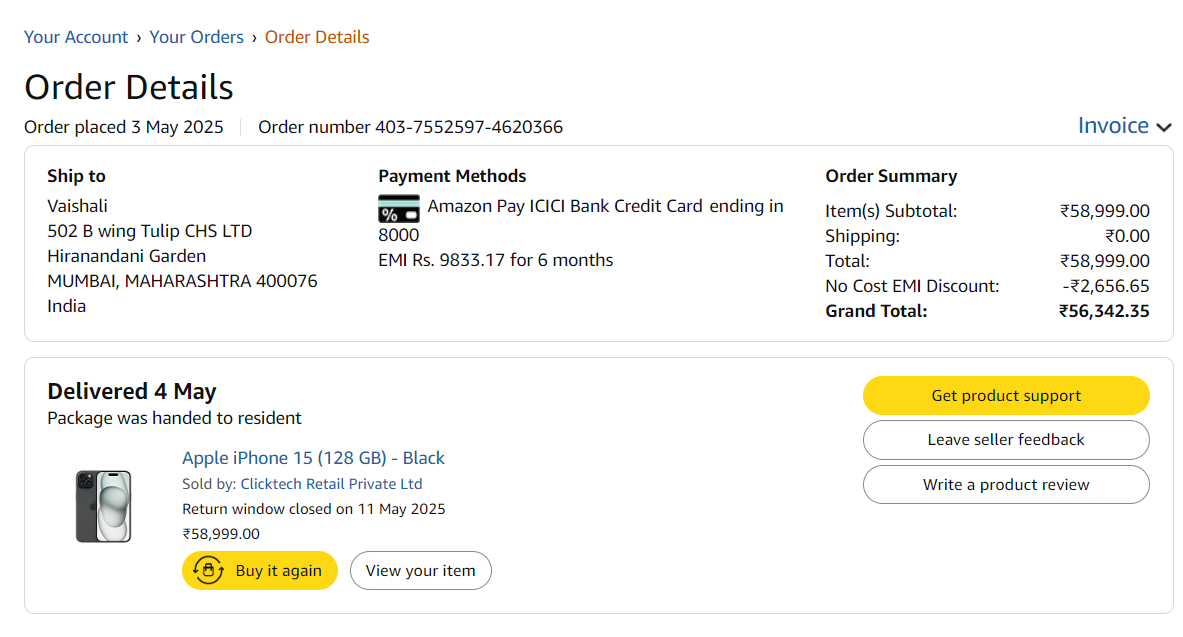 Your Account › Your Orders › Order Details
Order Details
Order placed 3 May 2025
Order number 403-7552597-4620366
Invoice
Ship to
Vaishali
502 B wing Tulip CHS LTD
Hiranandani Garden
MUMBAI, MAHARASHTRA 400076
India
Payment Methods
%
Amazon Pay ICICI Bank Credit Card ending in
8000
EMI Rs. 9833.17 for 6 months
Order Summary
Item(s) Subtotal: ₹58,999.00
Shipping: ₹0.00
Total: ₹58,999.00
No Cost EMI Discount: -₹2,656.65
Grand Total: ₹56,342.35
Delivered 4 May
Package was handed to resident
Apple iPhone 15 (128 GB) - Black
Sold by: Clicktech Retail Private Ltd
Return window closed on 11 May 2025
₹58,999.00
Buy it again
View your item
Get product support
Leave seller feedback
Write a product review